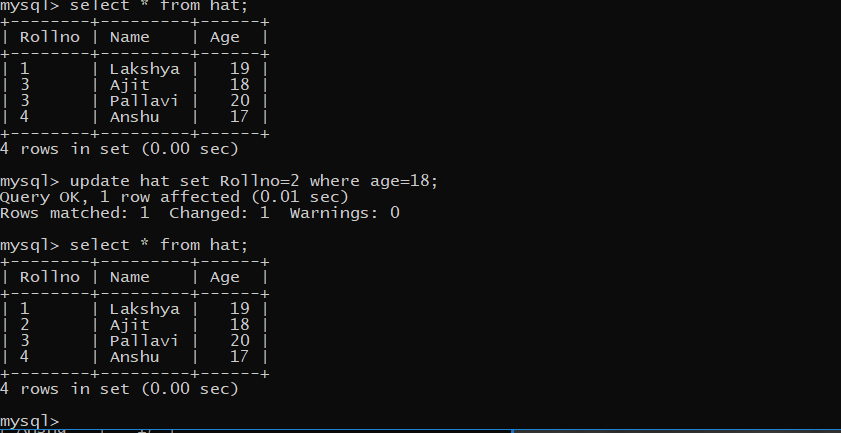 mysql> select * from hat;
+--------+---------+------+
| Rollno | Name    | Age  |
+--------+---------+------+
| 1      | Lakshya |   19 |
| 3      | Ajit    |   18 |
| 3      | Pallavi |   20 |
| 4      | Anshu   |   17 |
+--------+---------+------+
4 rows in set (0.00 sec)

mysql> update hat set Rollno=2 where age=18;
Query OK, 1 row affected (0.01 sec)
Rows matched: 1  Changed: 1  Warnings: 0

mysql> select * from hat;
+--------+---------+------+
| Rollno | Name    | Age  |
+--------+---------+------+
| 1      | Lakshya |   19 |
| 2      | Ajit    |   18 |
| 3      | Pallavi |   20 |
| 4      | Anshu   |   17 |
+--------+---------+------+
4 rows in set (0.00 sec)

mysql>